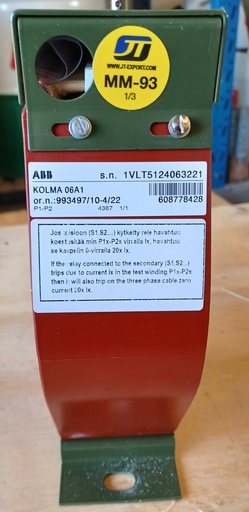 JT
WWW.JT-EXPORT.COM
MM-93
1/3
ABB s.n. 1VLT5124063221
KOLMA 06A1
or.n.:993497/10-4/22 608778428
P1-P2 4387 1/1
Jos toisioon (S1,S2...) kytketty rele havahtuu
koestettäessä min P1x-P2x virralla Ix, havahtuu
se kaapelin 0-virralla 20x Ix.
If the relay connected to the secondary (S1,S2...)
trips due to current Ix in the test winding P1x-P2x
then it will also trip on the three phase cable zero
current 20x Ix.